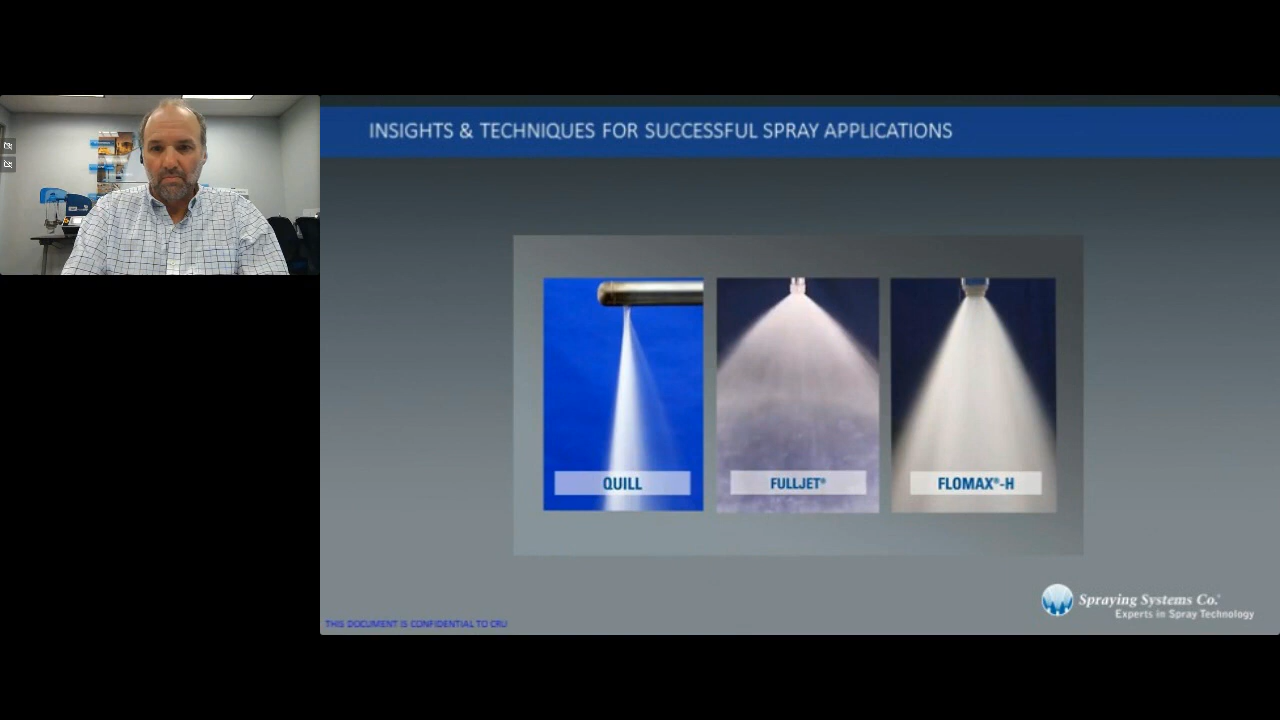 INSIGHTS & TECHNIQUES FOR SUCCESSFUL SPRAY APPLICATIONS
QUILL
FULLJET®
FLOMAX®-H
Spraying Systems Co.®
Experts in Spray Technology
THIS DOCUMENT IS CONFIDENTIAL TO CRU